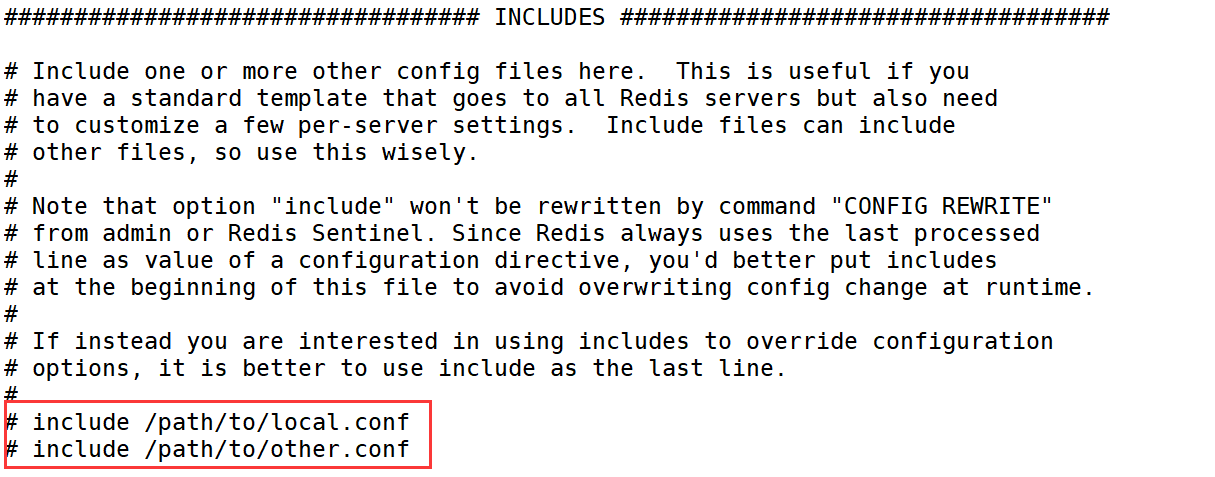 ################################## INCLUDES ###################################

# Include one or more other config files here.  This is useful if you
# have a standard template that goes to all Redis servers but also need
# to customize a few per-server settings.  Include files can include
# other files, so use this wisely.
#
# Note that option "include" won't be rewritten by command "CONFIG REWRITE"
# from admin or Redis Sentinel. Since Redis always uses the last processed
# line as value of a configuration directive, you'd better put includes
# at the beginning of this file to avoid overwriting config change at runtime.
#
# If instead you are interested in using includes to override configuration
# options, it is better to use include as the last line.
#
# include /path/to/local.conf
# include /path/to/other.conf